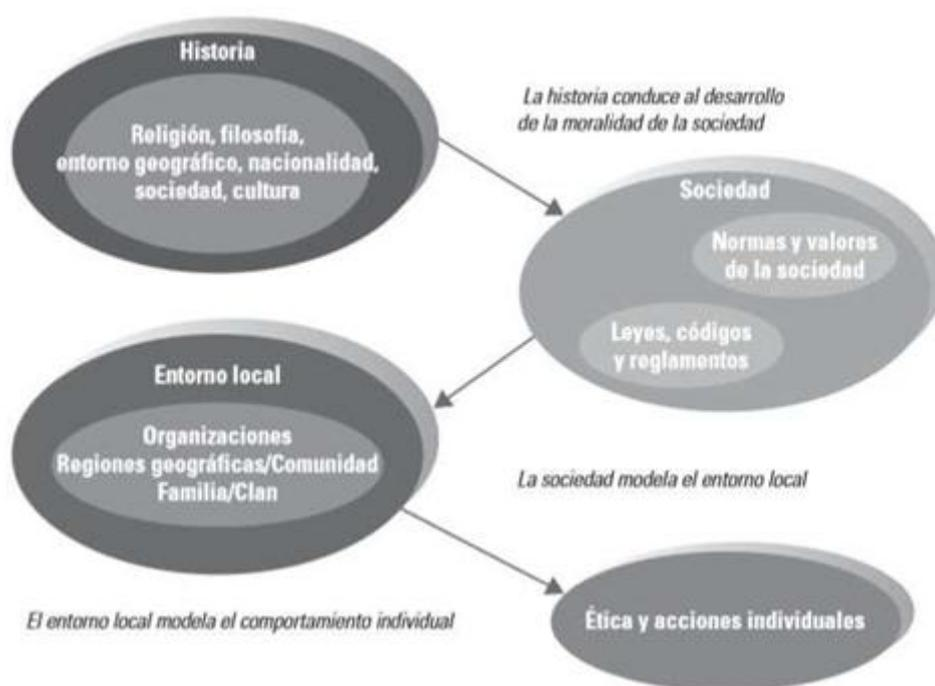 Historia
Religión, filosofía,
entorno geográfico, nacionalidad,
sociedad, cultura
La historia conduce al desarrollo
de la moralidad de la sociedad
Sociedad
Normas y valores
de la sociedad
Leyes, códigos
y reglamentos
Entorno local
Organizaciones
Regiones geográficas/Comunidad
Familia/Clan
La sociedad modela el entorno local
El entorno local modela el comportamiento individual
Ética y acciones individuales